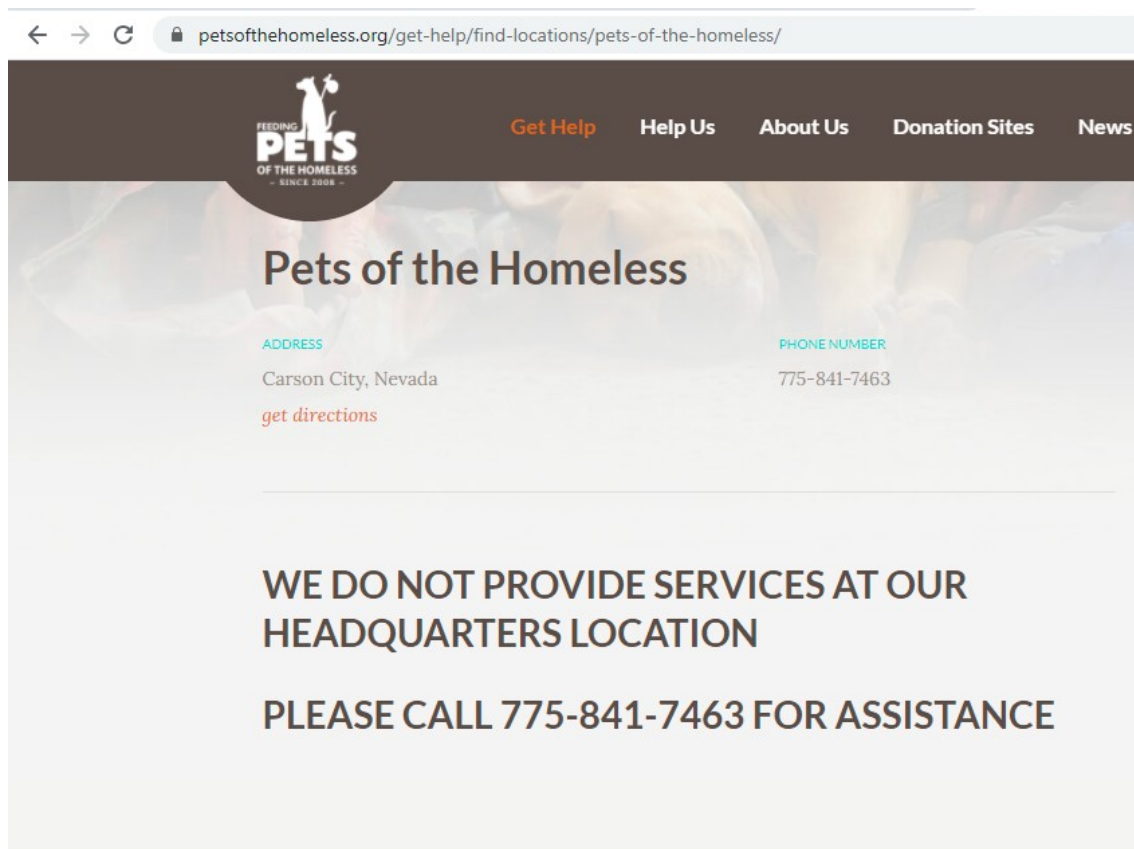 petsofthehomeless.org/get-help/find-locations/pets-of-the-homeless/
FEEDING
PETS
OF THE HOMELESS
- SINCE 2008 -
Get Help Help Us About Us Donation Sites News
Pets of the Homeless
ADDRESS PHONE NUMBER
Carson City, Nevada 775-841-7463
get directions
WE DO NOT PROVIDE SERVICES AT OUR
HEADQUARTERS LOCATION
PLEASE CALL 775-841-7463 FOR ASSISTANCE